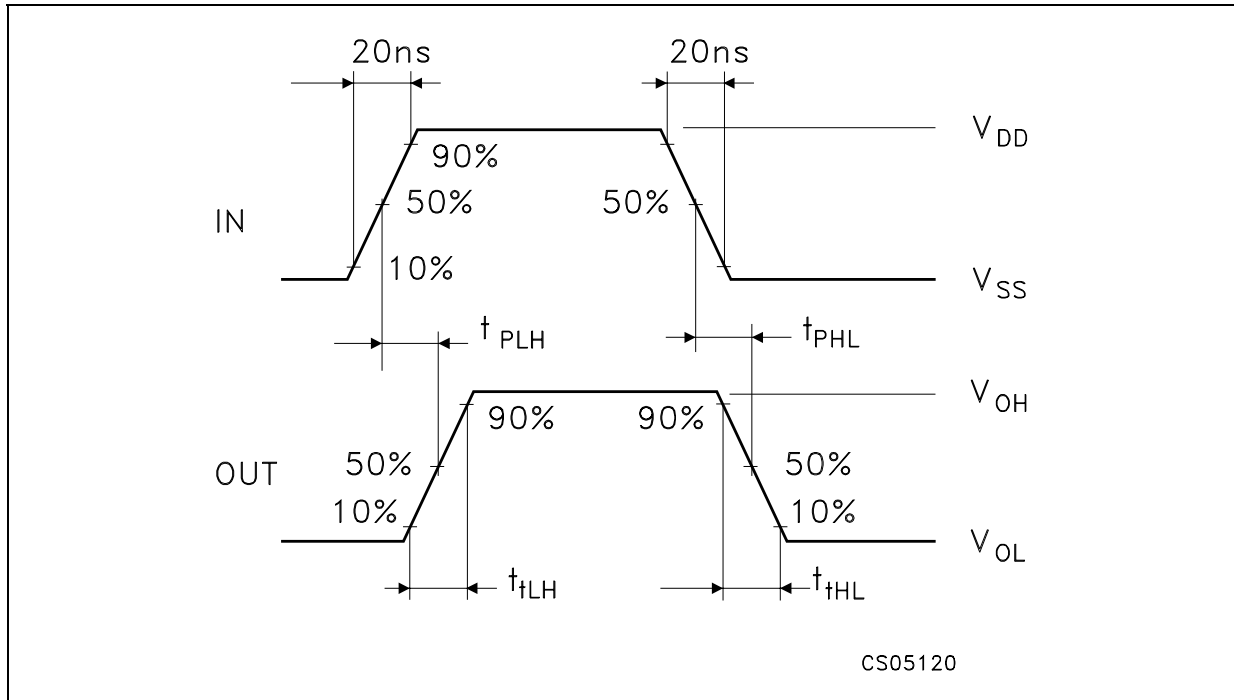 20ns 20ns
V DD
90%
IN 50% 50%
10%
V SS
t PLH t PHL
V OH
90% 90%
OUT 50% 50%
10% 10%
V OL
t tLH t tHL
CS05120